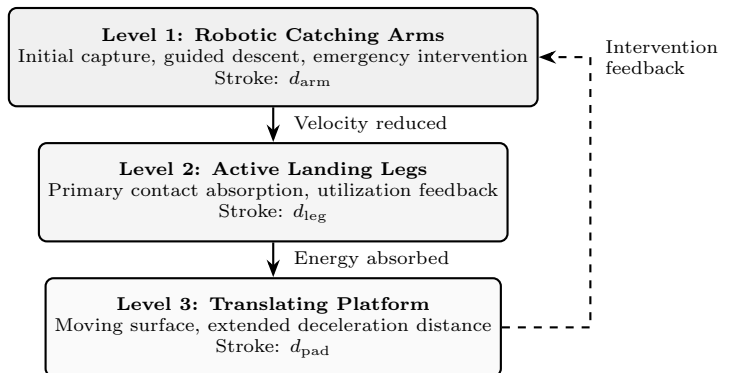 Level 1: Robotic Catching Arms
Initial capture, guided descent, emergency intervention
Stroke: d_arm
Intervention
feedback
Velocity reduced
Level 2: Active Landing Legs
Primary contact absorption, utilization feedback
Stroke: d_leg
Energy absorbed
Level 3: Translating Platform
Moving surface, extended deceleration distance
Stroke: d_pad